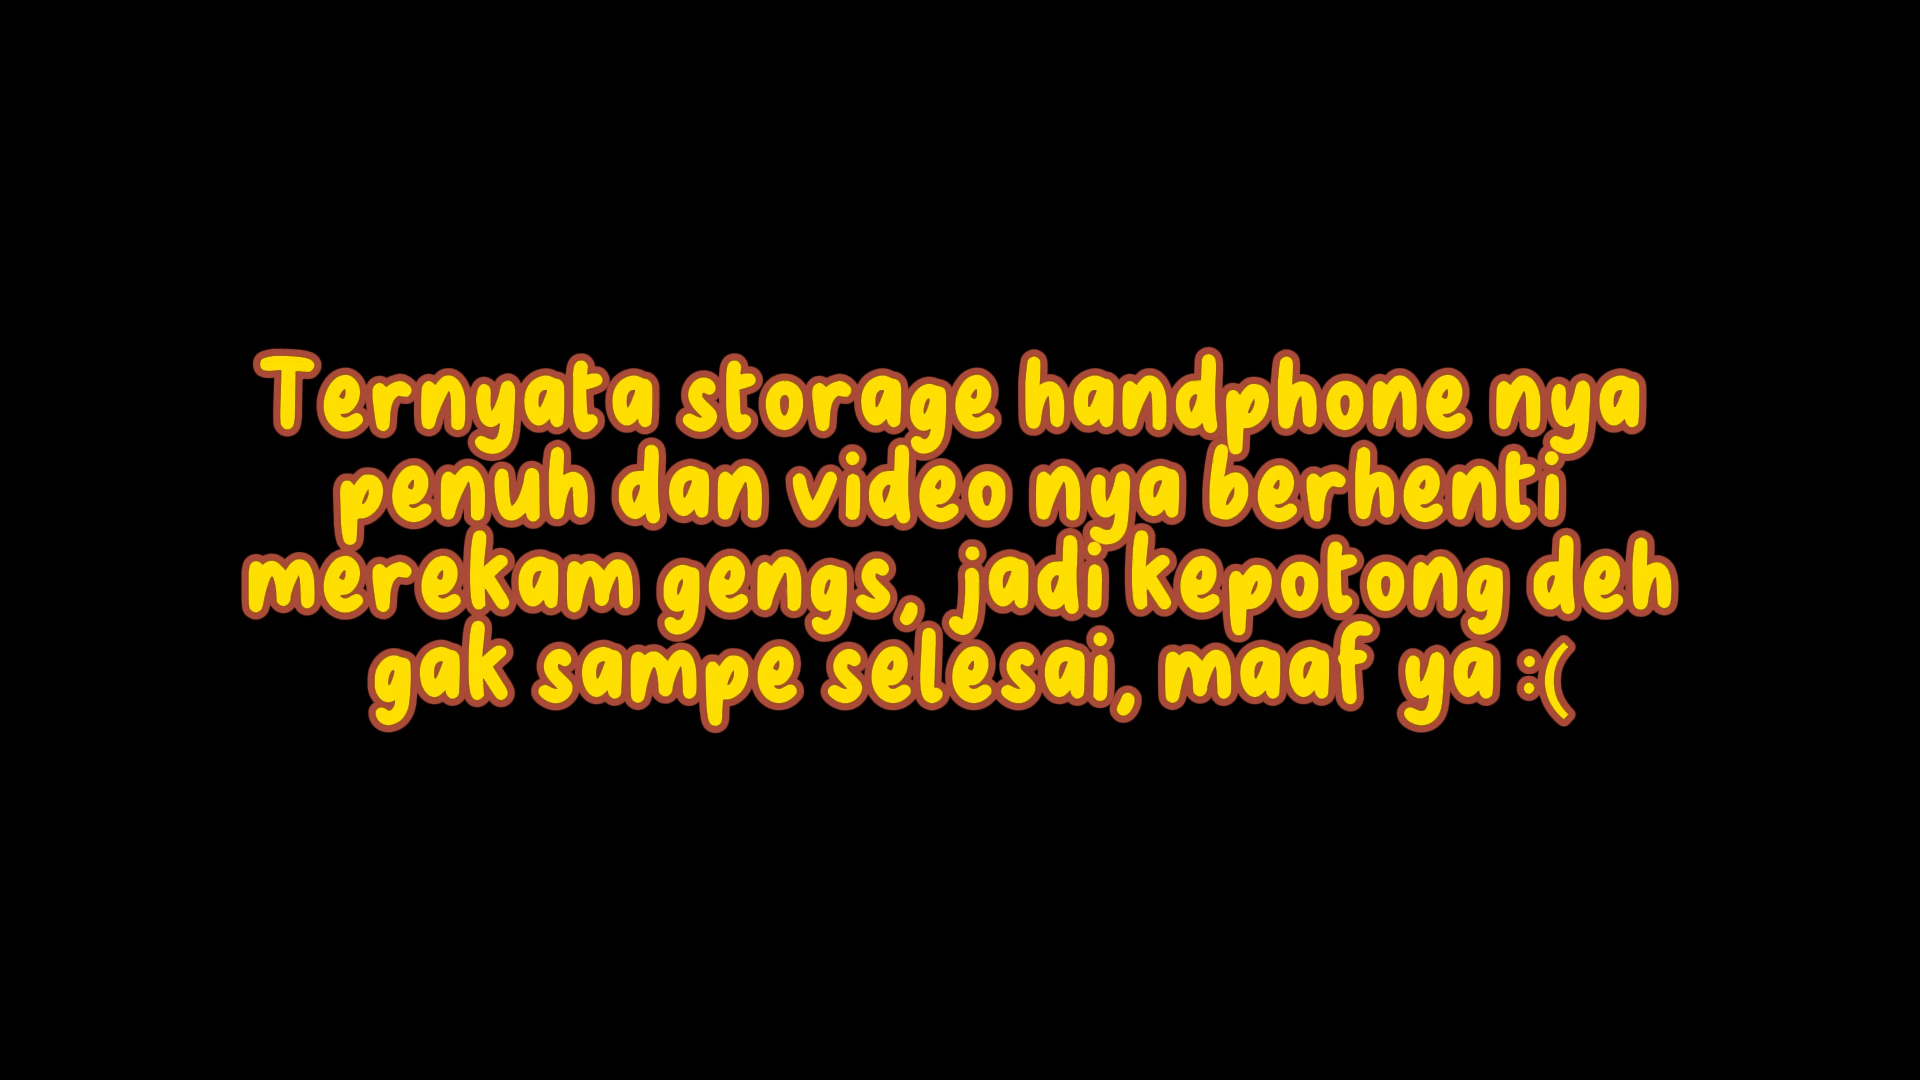 Ternyata storage handphone nya
penuh dan video nya berhenti
merekam gengs, jadi kepotong deh
gak sampe selesai, maaf ya :(